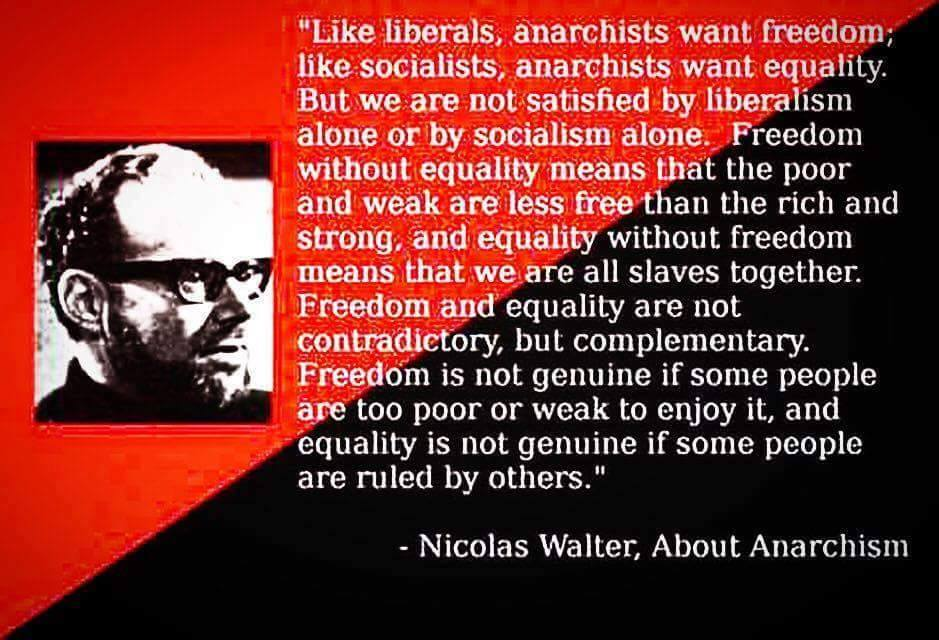 "Like liberals, anarchists want freedom;
like socialists, anarchists want equality.
But we are not satisfied by liberalism
alone or by socialism alone.  Freedom
without equality means that the poor
and weak are less free than the rich and
strong, and equality without freedom
means that we are all slaves together.
Freedom and equality are not
contradictory, but complementary.
Freedom is not genuine if some people
are too poor or weak to enjoy it, and
equality is not genuine if some people
are ruled by others."
- Nicolas Walter, About Anarchism